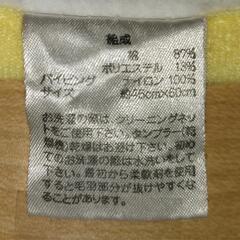 組成
綿 87%
ポリエステル 13%
パイピング ナイロン 100%
サイズ 約45cm×60cm
お洗濯の際は、クリーニングネッ
トをご使用下さい。タンブラー(乾
燥機)乾燥はお避け下さい。初め
てのお洗濯の際は水洗いをして
下さい。最初から柔軟剤を使用
すると毛羽部分が抜けやすくな
ることがあります。